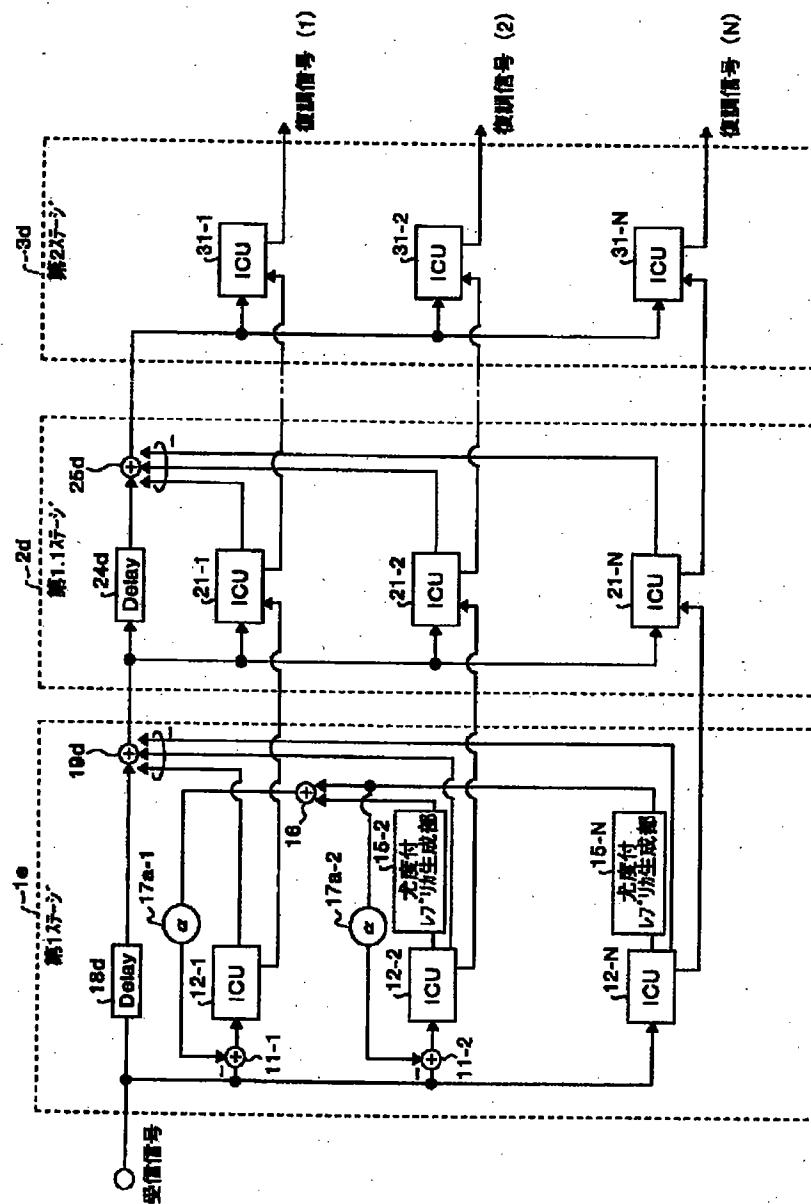 受信信号
-1e
第1ステージ
18d
Delay
19d
-
17a-1
α
12-1
ICU
-
11-1
16
17a-2
α
15-2
尤度付
レプリカ生成部
12-2
ICU
-
11-2
15-N
尤度付
レプリカ生成部
12-N
ICU
-2d
第1.1ステージ
24d
Delay
25d
-
21-1
ICU
21-2
ICU
21-N
ICU
-3d
第2ステージ
31-1
ICU
31-2
ICU
31-N
ICU
復調信号 (1)
復調信号 (2)
復調信号 (N)